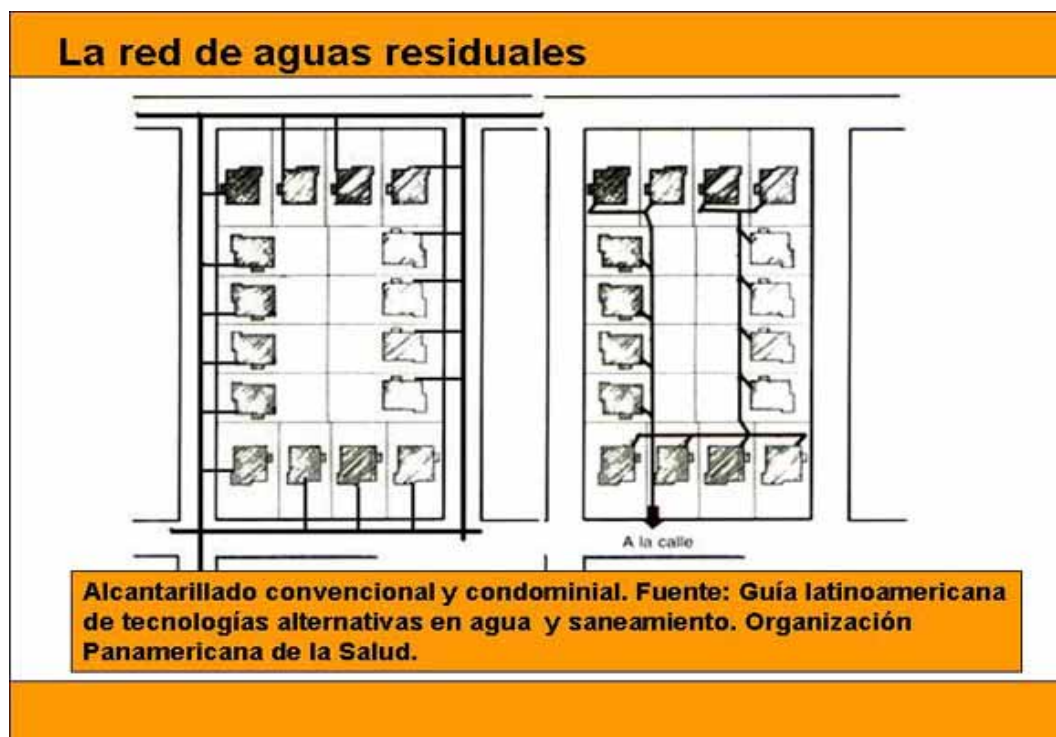 La red de aguas residuales
A la calle
Alcantarillado convencional y condominial. Fuente: Guía latinoamericana
de tecnologías alternativas en agua y saneamiento. Organización
Panamericana de la Salud.